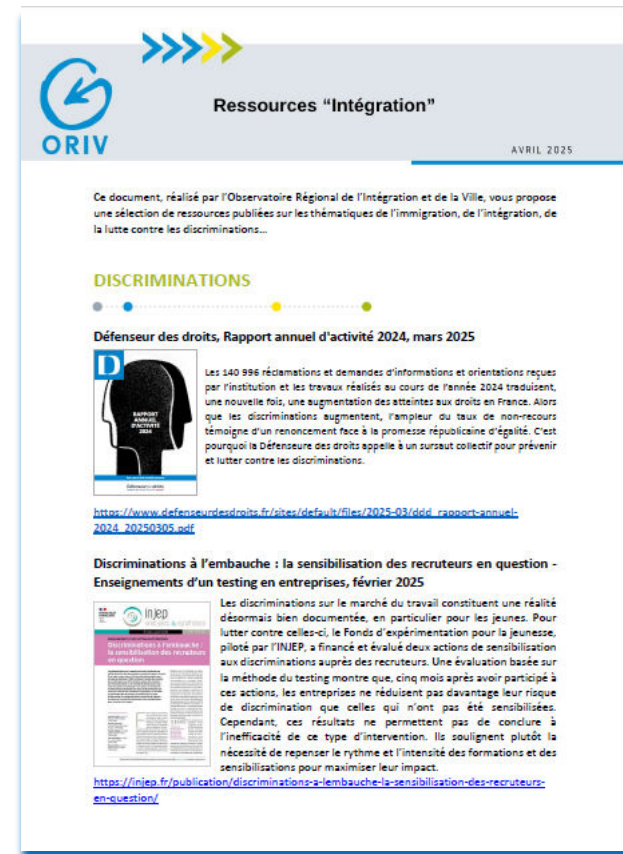 ORIV
Ressources “Intégration”
AVRIL 2025
Ce document, réalisé par l’Observatoire Régional de l’Intégration et de la Ville, vous propose
une sélection de ressources publiées sur les thématiques de l’immigration, de l’intégration, de
la lutte contre les discriminations…
DISCRIMINATIONS
Défenseur des droits, Rapport annuel d'activité 2024, mars 2025
D
RAPPORT
ANNUEL
D'ACTIVITÉ
2024
Les 140 996 réclamations et demandes d’informations et orientations reçues
par l’institution et les travaux réalisés au cours de l’année 2024 traduisent,
une nouvelle fois, une augmentation des atteintes aux droits en France. Alors
que les discriminations augmentent, l’ampleur du taux de non-recours
témoigne d’un renoncement face à la promesse républicaine d’égalité. C’est
pourquoi la Défenseure des droits appelle à un sursaut collectif pour prévenir
et lutter contre les discriminations.
https://www.defenseurdesdroits.fr/sites/default/files/2025-03/ddd_rapport-annuel-
2024_20250305.pdf
Discriminations à l’embauche : la sensibilisation des recruteurs en question -
Enseignements d’un testing en entreprises, février 2025
injep
Discriminations à l'embauche :
la sensibilisation des recruteurs
en question
Les discriminations sur le marché du travail constituent une réalité
désormais bien documentée, en particulier pour les jeunes. Pour
lutter contre celles-ci, le Fonds d’expérimentation pour la jeunesse,
piloté par l’INJEP, a financé et évalué deux actions de sensibilisation
aux discriminations auprès des recruteurs. Une évaluation basée sur
la méthode du testing montre que, cinq mois après avoir participé à
ces actions, les entreprises ne réduisent pas davantage leur risque
de discrimination que celles qui n’ont pas été sensibilisées.
Cependant, ces résultats ne permettent pas de conclure à
l’inefficacité de ce type d’intervention. Ils soulignent plutôt la
nécessité de repenser le rythme et l’intensité des formations et des
sensibilisations pour maximiser leur impact.
https://injep.fr/publication/discriminations-a-lembauche-la-sensibilisation-des-recruteurs-
en-question/